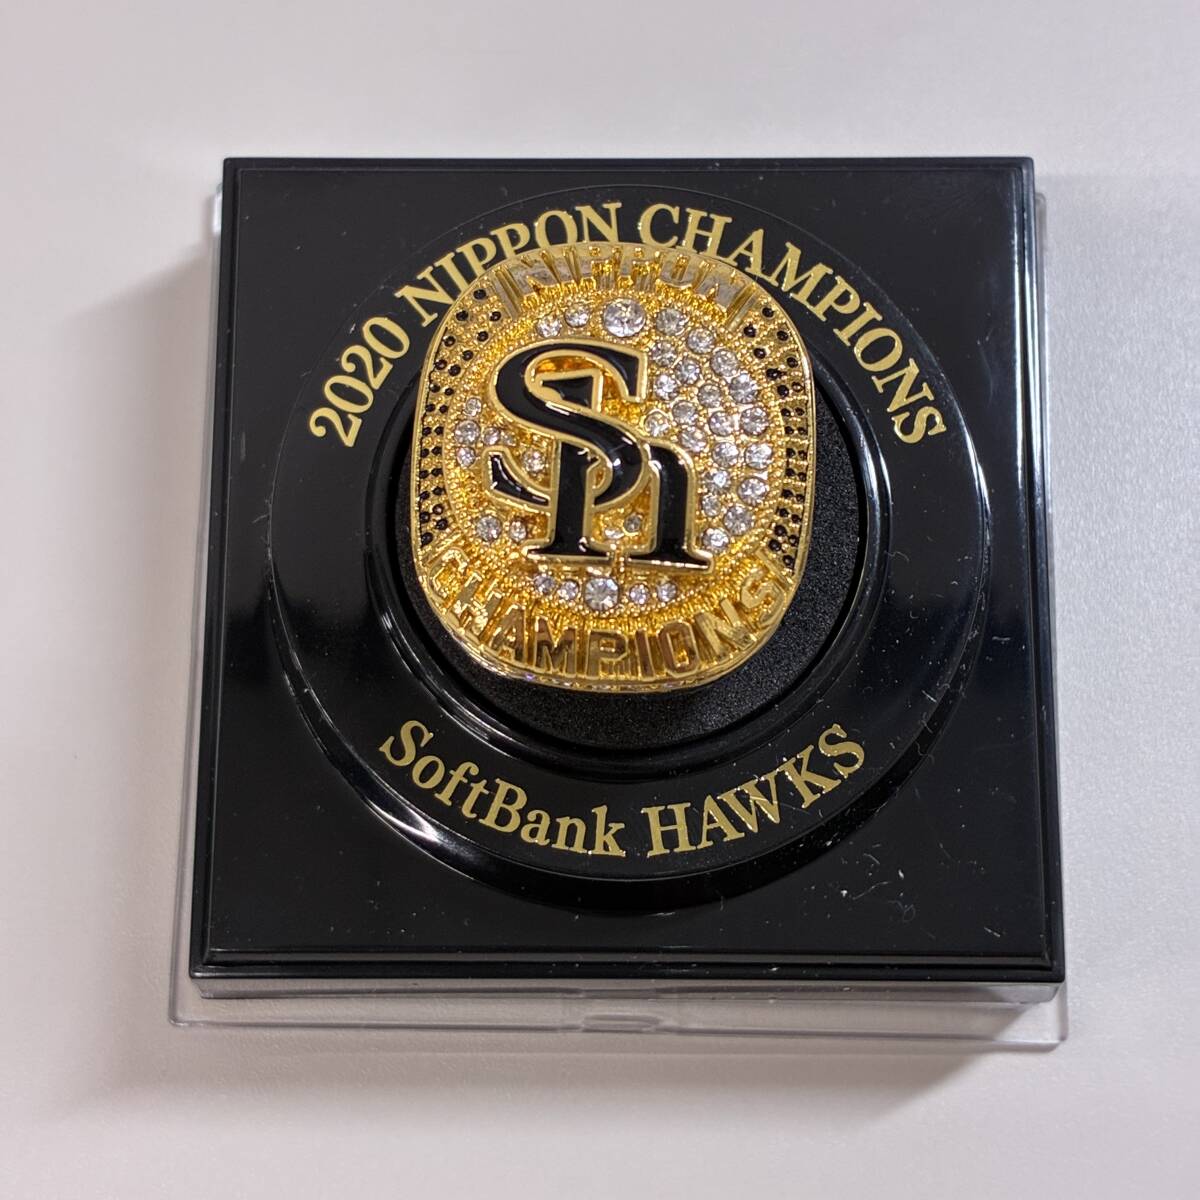 2020 NIPPON CHAMPIONS
NIPPON
SH
CHAMPIONS
SoftBank HAWKS